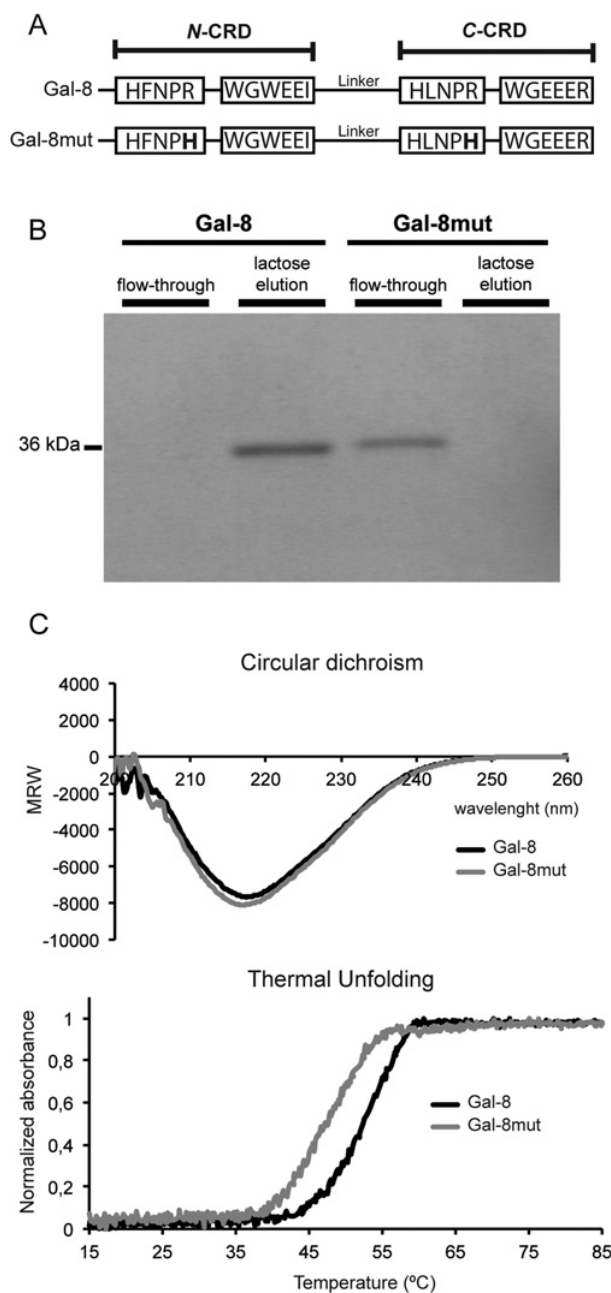 A
N-CRD
C-CRD
Gal-8
HFNPR
WGWEEI
Linker
HLNPR
WGEEER
Gal-8mut
HFNPH
WGWEEI
Linker
HLNPH
WGEEER
B
Gal-8
Gal-8mut
flow-through
lactose
elution
flow-through
lactose
elution
36 kDa
C
Circular dichroism
4000
2000
0
-2000
-4000
-6000
-8000
-10000
MRW
200
210
220
230
240
250
260
wavelenght (nm)
Gal-8
Gal-8mut
Thermal Unfolding
1
0,8
0,6
0,4
0,2
0
Normalized absorbance
Gal-8
Gal-8mut
15
25
35
45
55
65
75
85
Temperature (ºC)